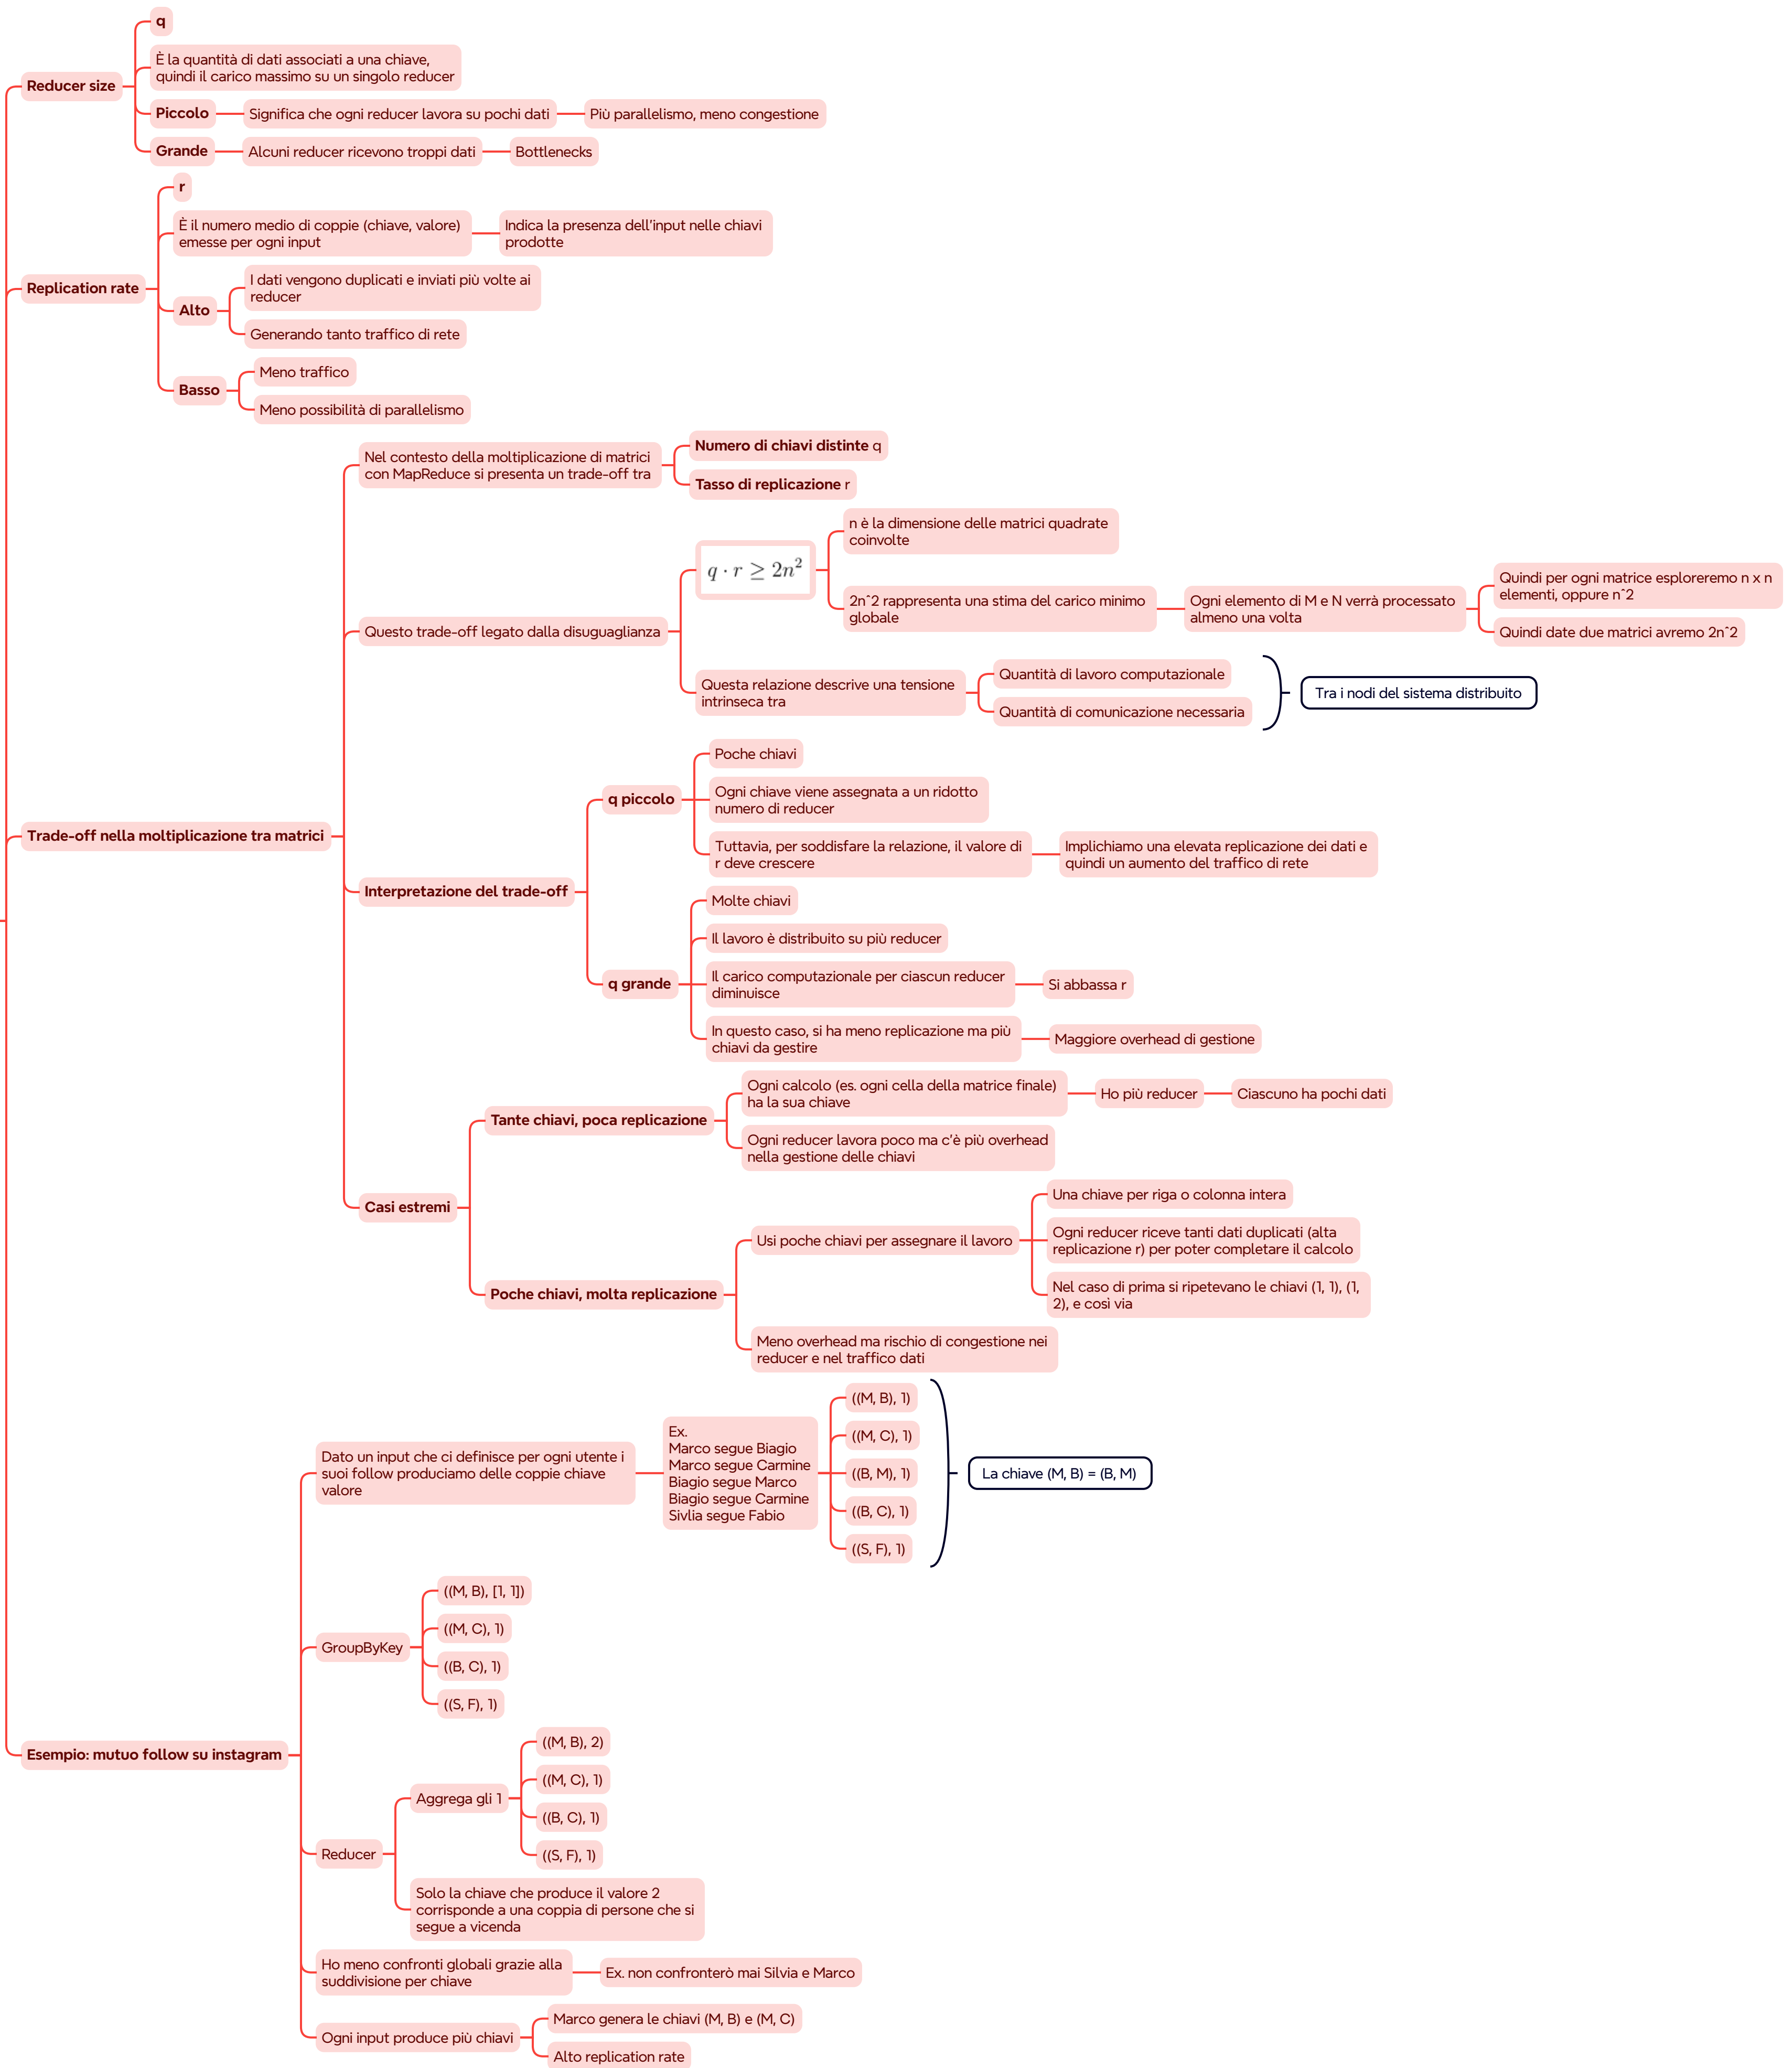 Reducer size
q
È la quantità di dati associati a una chiave,
quindi il carico massimo su un singolo reducer
Piccolo
Significa che ogni reducer lavora su pochi dati
Più parallelismo, meno congestione
Grande
Alcuni reducer ricevono troppi dati
Bottlenecks
Replication rate
r
È il numero medio di coppie (chiave, valore)
emesse per ogni input
Indica la presenza dell'input nelle chiavi
prodotte
Alto
I dati vengono duplicati e inviati più volte ai
reducer
Generando tanto traffico di rete
Basso
Meno traffico
Meno possibilità di parallelismo
Trade-off nella moltiplicazione tra matrici
Nel contesto della moltiplicazione di matrici
con MapReduce si presenta un trade-off tra
Numero di chiavi distinte q
Tasso di replicazione r
Questo trade-off legato dalla disuguaglianza
q · r ≥ 2n²
n è la dimensione delle matrici quadrate
coinvolte
2n^2 rappresenta una stima del carico minimo
globale
Ogni elemento di M e N verrà processato
almeno una volta
Quindi per ogni matrice esploreremo n x n
elementi, oppure n^2
Quindi date due matrici avremo 2n^2
Questa relazione descrive una tensione
intrinseca tra
Quantità di lavoro computazionale
Quantità di comunicazione necessaria
Tra i nodi del sistema distribuito
Interpretazione del trade-off
q piccolo
Poche chiavi
Ogni chiave viene assegnata a un ridotto
numero di reducer
Tuttavia, per soddisfare la relazione, il valore di
r deve crescere
Implichiamo una elevata replicazione dei dati e
quindi un aumento del traffico di rete
q grande
Molte chiavi
Il lavoro è distribuito su più reducer
Il carico computazionale per ciascun reducer
diminuisce
Si abbassa r
In questo caso, si ha meno replicazione ma più
chiavi da gestire
Maggiore overhead di gestione
Casi estremi
Tante chiavi, poca replicazione
Ogni calcolo (es. ogni cella della matrice finale)
ha la sua chiave
Ho più reducer
Ciascuno ha pochi dati
Ogni reducer lavora poco ma c'è più overhead
nella gestione delle chiavi
Poche chiavi, molta replicazione
Usi poche chiavi per assegnare il lavoro
Una chiave per riga o colonna intera
Ogni reducer riceve tanti dati duplicati (alta
replicazione r) per poter completare il calcolo
Nel caso di prima si ripetevano le chiavi (1, 1), (1,
2), e così via
Meno overhead ma rischio di congestione nei
reducer e nel traffico dati
Esempio: mutuo follow su instagram
Dato un input che ci definisce per ogni utente i
suoi follow produciamo delle coppie chiave
valore
Ex.
Marco segue Biagio
Marco segue Carmine
Biagio segue Marco
Biagio segue Carmine
Sivlia segue Fabio
((M, B), 1)
((M, C), 1)
((B, M), 1)
((B, C), 1)
((S, F), 1)
La chiave (M, B) = (B, M)
GroupByKey
((M, B), [1, 1])
((M, C), 1)
((B, C), 1)
((S, F), 1)
Reducer
Aggrega gli 1
((M, B), 2)
((M, C), 1)
((B, C), 1)
((S, F), 1)
Solo la chiave che produce il valore 2
corrisponde a una coppia di persone che si
segue a vicenda
Ho meno confronti globali grazie alla
suddivisione per chiave
Ex. non confronterò mai Silvia e Marco
Ogni input produce più chiavi
Marco genera le chiavi (M, B) e (M, C)
Alto replication rate